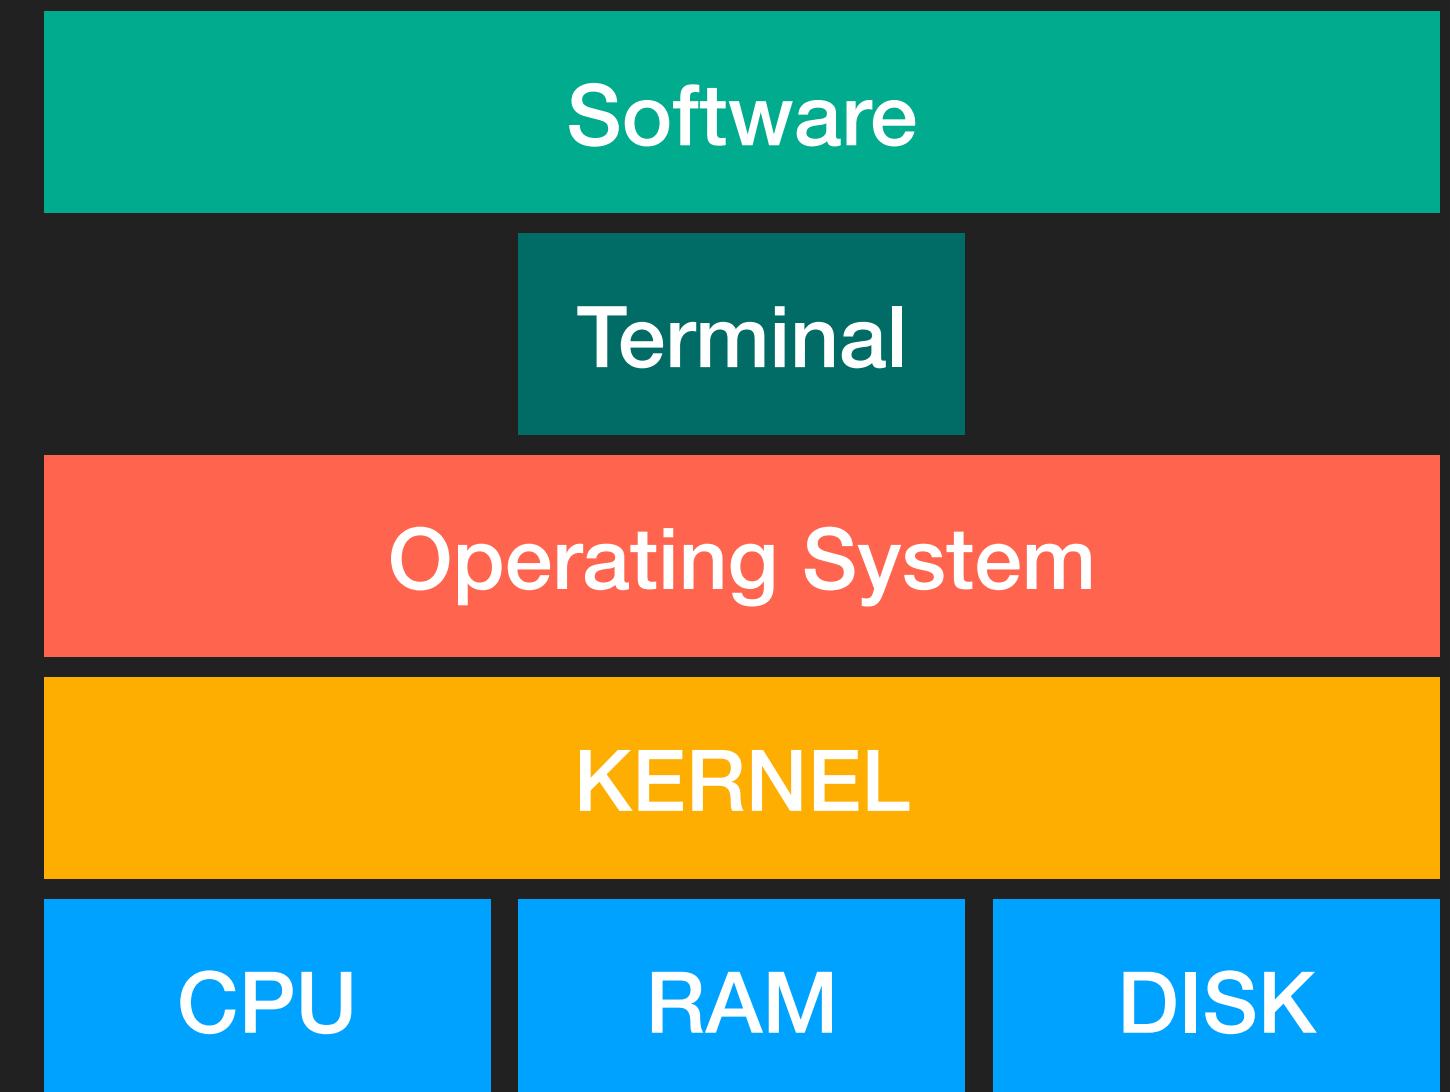 Software
Terminal
Operating System
KERNEL
CPU
RAM
DISK